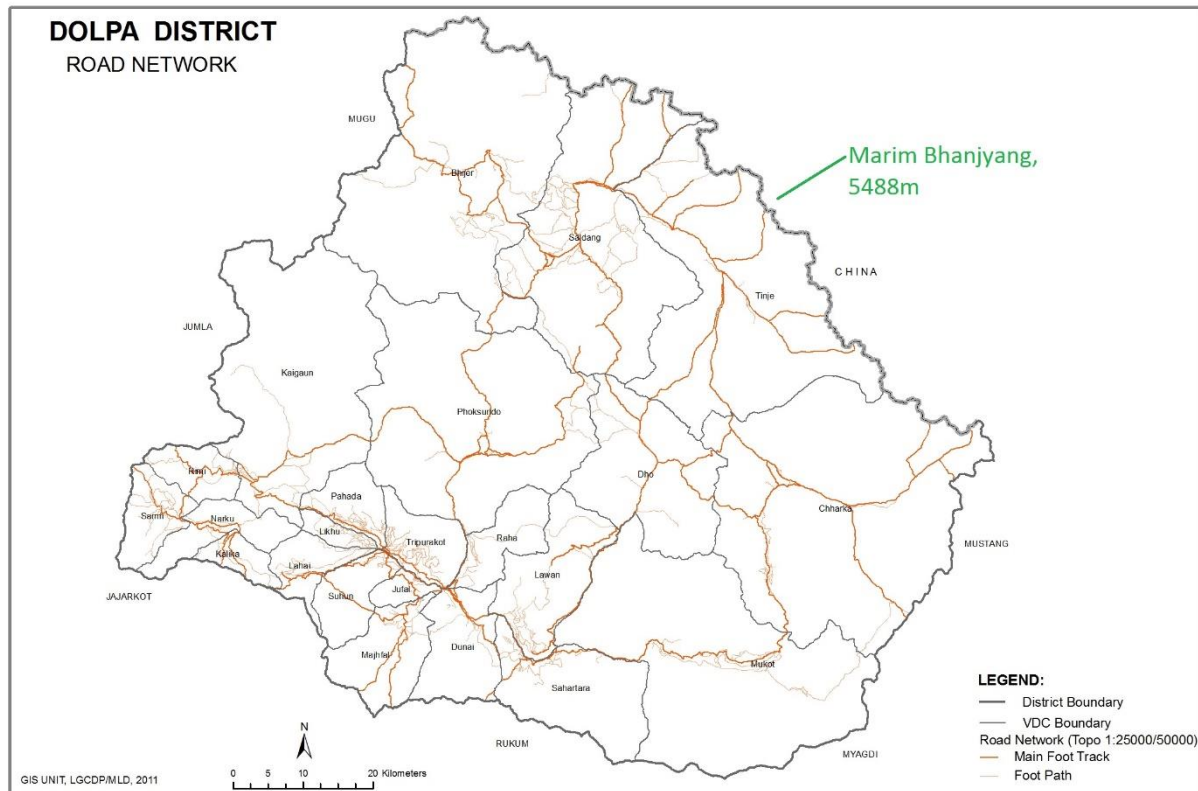 DOLPA DISTRICT
ROAD NETWORK
MUGU
Marim Bhanjyang,
5488m
Bhijer
Saldang
CHINA
Tinje
JUMLA
Kaigaun
Phoksundo
Dho
Rimi
Pahada
Chharka
Sarmi
Narku
Likhu
Tripurakot
Raha
MUSTANG
Kalika
Lahai
Lawan
JAJARKOT
Suhun
Jufal
Majhfal
Dunai
Mukot
Sahartara
RUKUM
MYAGDI
LEGEND:
District Boundary
VDC Boundary
Road Network (Topo 1:25000/50000)
Main Foot Track
Foot Path
N
0 5 10 20 Kilometers
GIS UNIT, LGCDP/MLD, 2011